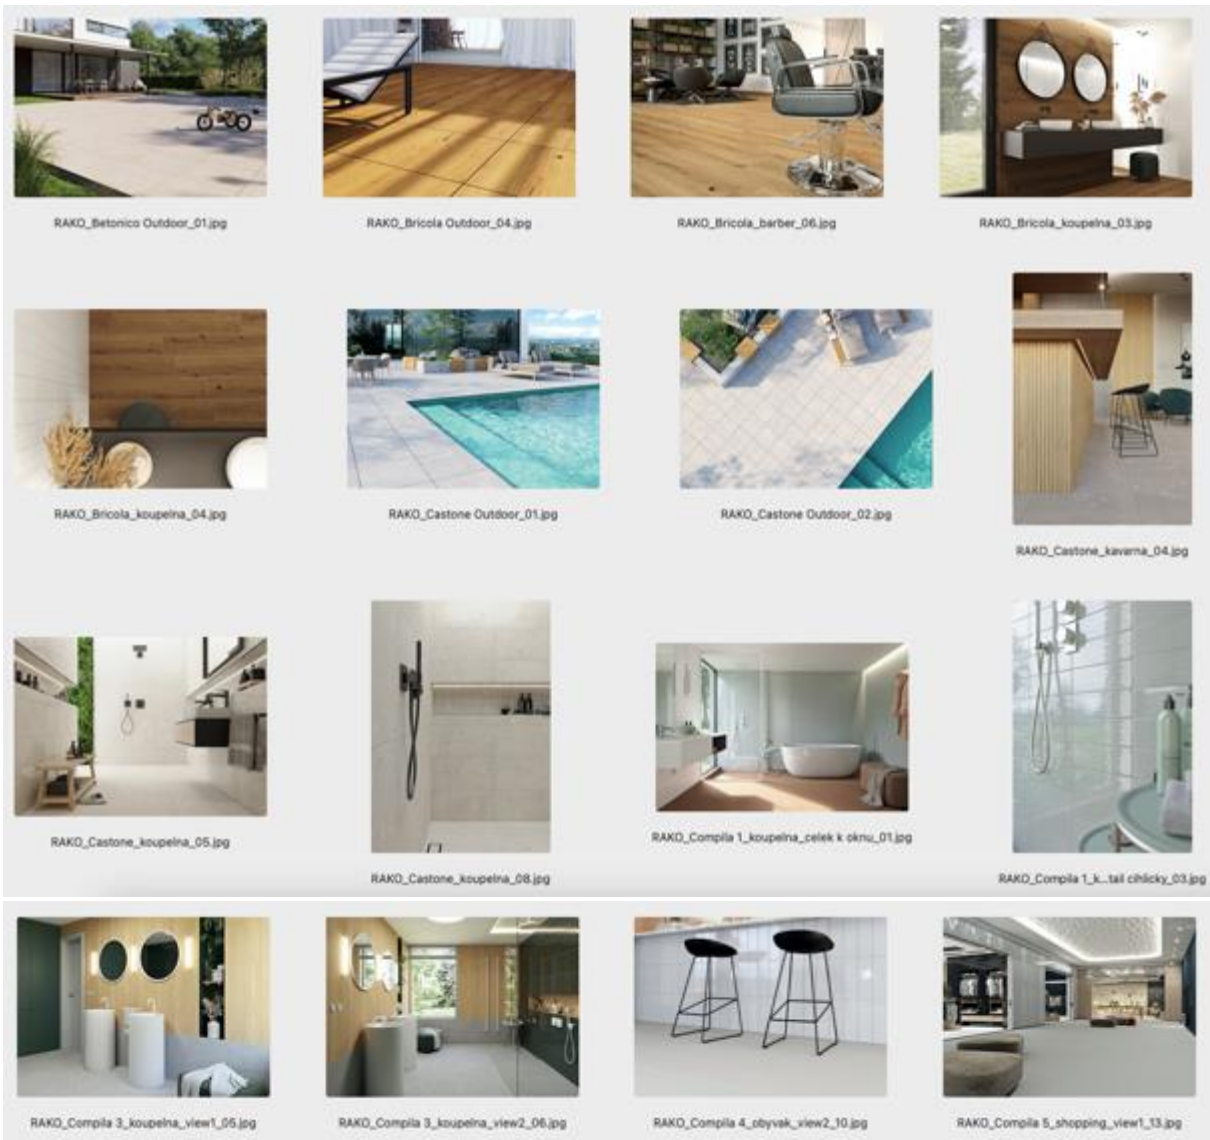 RAKO_Betonico Outdoor_01.jpg
RAKO_Bricola Outdoor_04.jpg
RAKO_Bricola_barber_06.jpg
RAKO_Bricola_koupelna_03.jpg
RAKO_Bricola_koupelna_04.jpg
RAKO_Castone Outdoor_01.jpg
RAKO_Castone Outdoor_02.jpg
RAKO_Castone_kavarna_04.jpg
RAKO_Castone_koupelna_05.jpg
RAKO_Castone_koupelna_08.jpg
RAKO_Compila 1_koupelna_celek k oknu_01.jpg
RAKO_Compila 1_k...tail cihlicky_03.jpg
RAKO_Compila 3_koupelna_view1_05.jpg
RAKO_Compila 3_koupelna_view2_06.jpg
RAKO_Compila 4_obyvak_view2_10.jpg
RAKO_Compila 5_shopping_view1_13.jpg